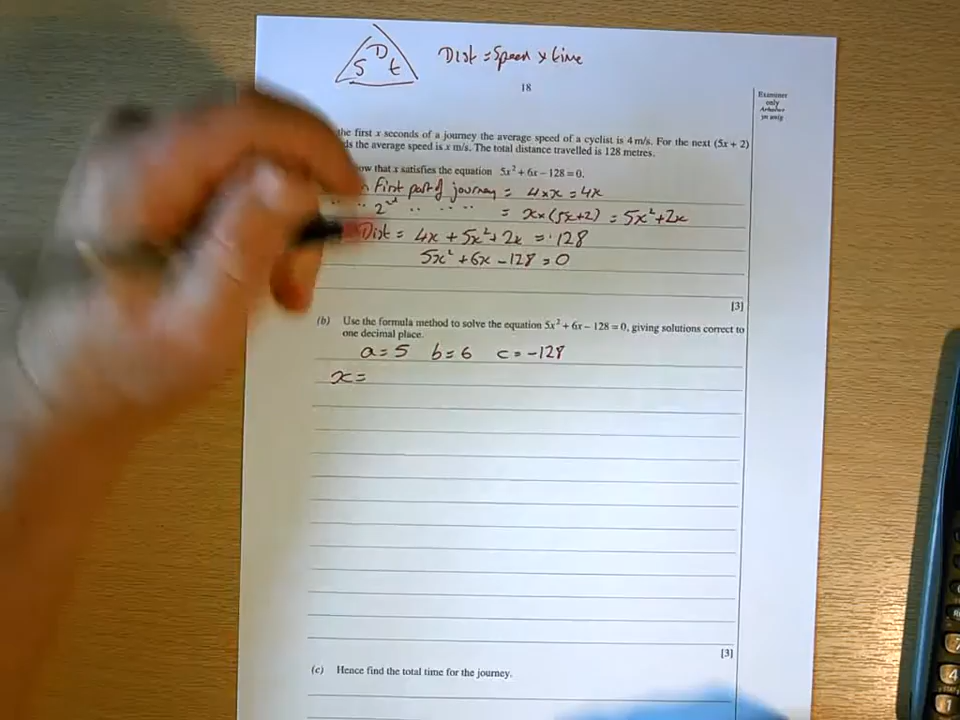 D
S t
Dist = Speed x time
18
Examiner
only
the first x seconds of a journey the average speed of a cyclist is 4 m/s. For the next (5x + 2)
ds the average speed is x m/s. The total distance travelled is 128 metres.
ow that x satisfies the equation 5x² + 6x − 128 = 0.
First part of journey = 4 x x = 4x
" " 2nd " " = x x (5x+2) = 5x² + 2x
Dist = 4x + 5x² + 2x = 128
5x² + 6x − 128 = 0
[3]
(b) Use the formula method to solve the equation 5x² + 6x − 128 = 0, giving solutions correct to
one decimal place.
a = 5 b = 6 c = −128
x =
[3]
(c) Hence find the total time for the journey.